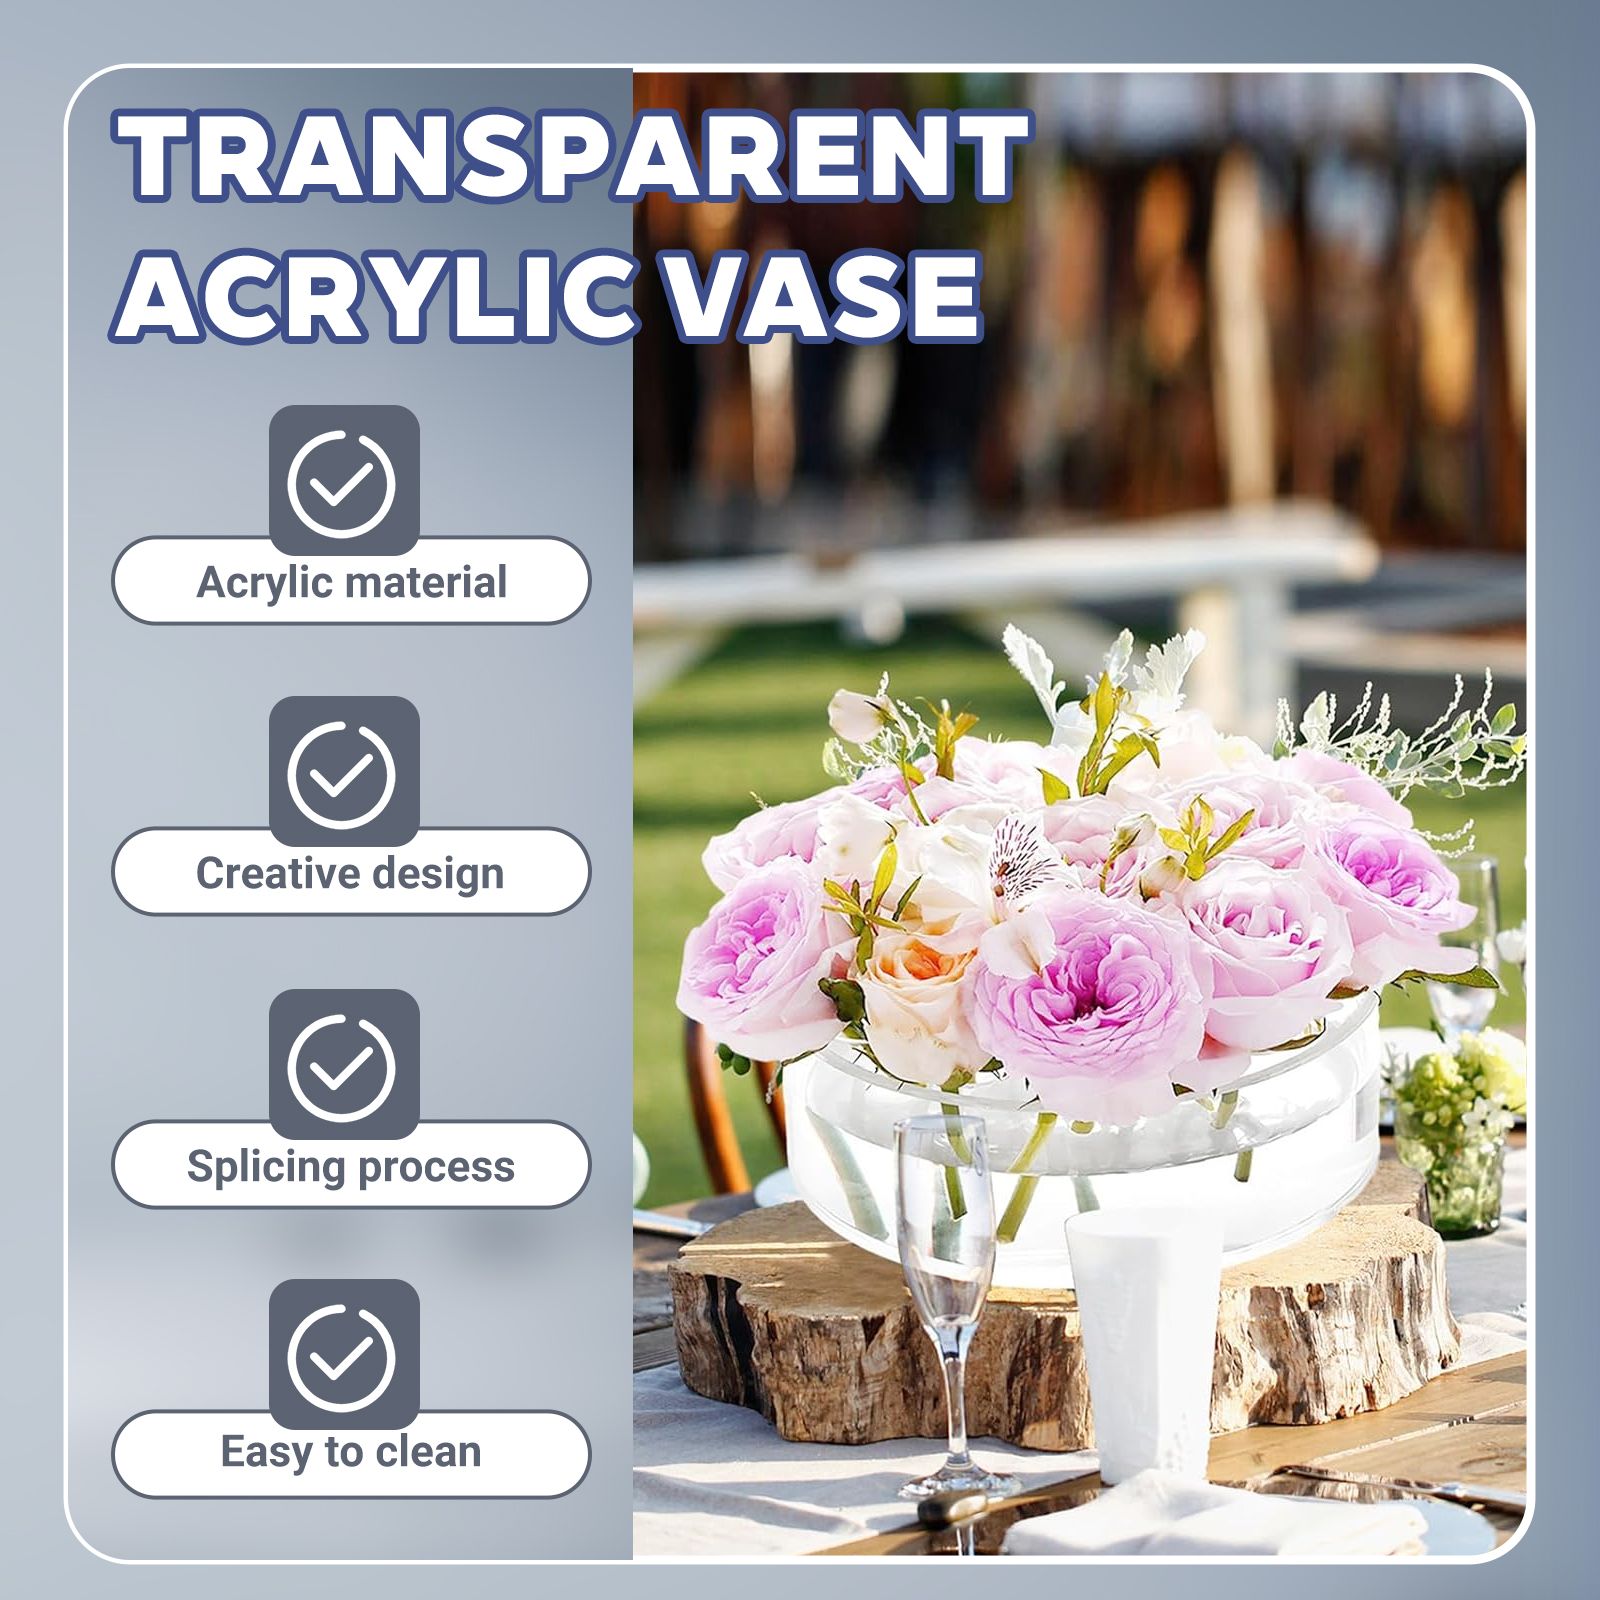 TRANSPARENT
ACRYLIC VASE
Acrylic material
Creative design
Splicing process
Easy to clean